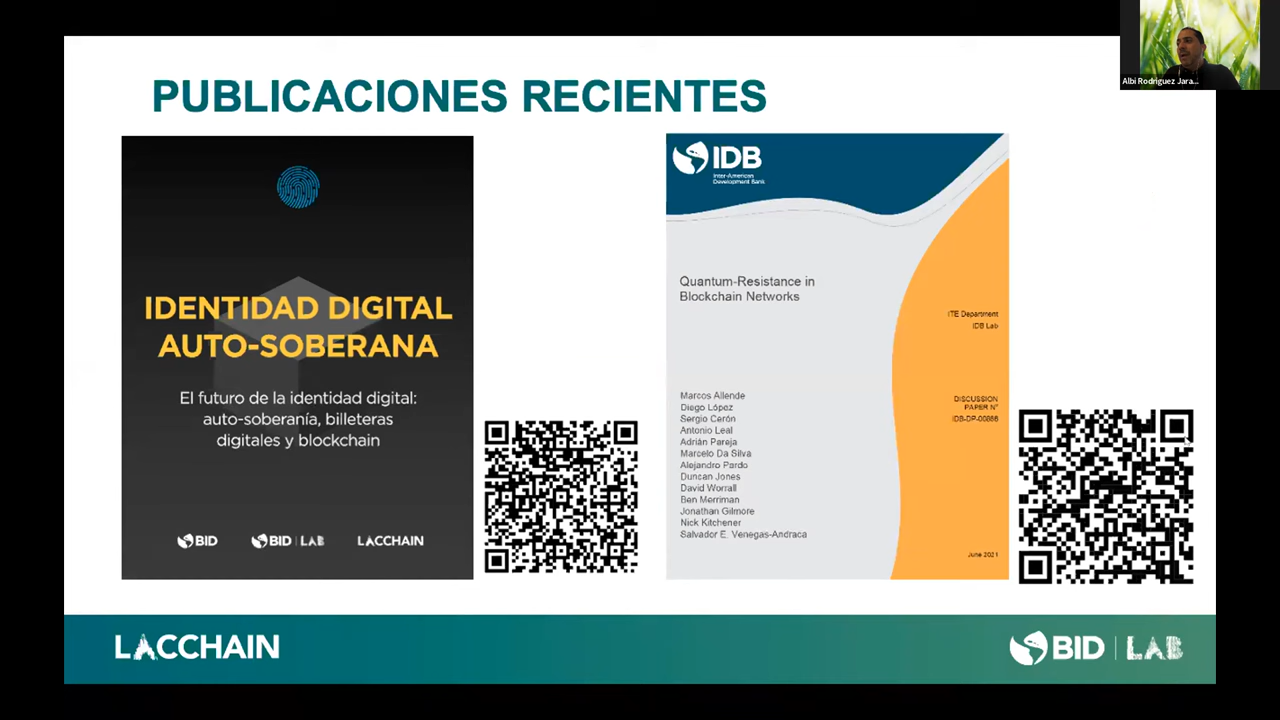 Albi Rodriguez Jara...
PUBLICACIONES RECIENTES
IDENTIDAD DIGITAL
AUTO-SOBERANA
El futuro de la identidad digital:
auto-soberanía, billeteras
digitales y blockchain
BID
BID | LAB
LACCHAIN
IDB
Inter-American
Development Bank
Quantum-Resistance in
Blockchain Networks
ITE Department
IDB Lab
Marcos Allende
Diego López
Sergio Cerón
Antonio Leal
Adrián Pareja
Marcelo Da Silva
Alejandro Pardo
Duncan Jones
David Worrall
Ben Merriman
Jonathan Gilmore
Nick Kitchener
Salvador E. Venegas-Andraca
DISCUSSION
PAPER N°
IDB-DP-00866
June 2021
LACCHAIN
BID | LAB